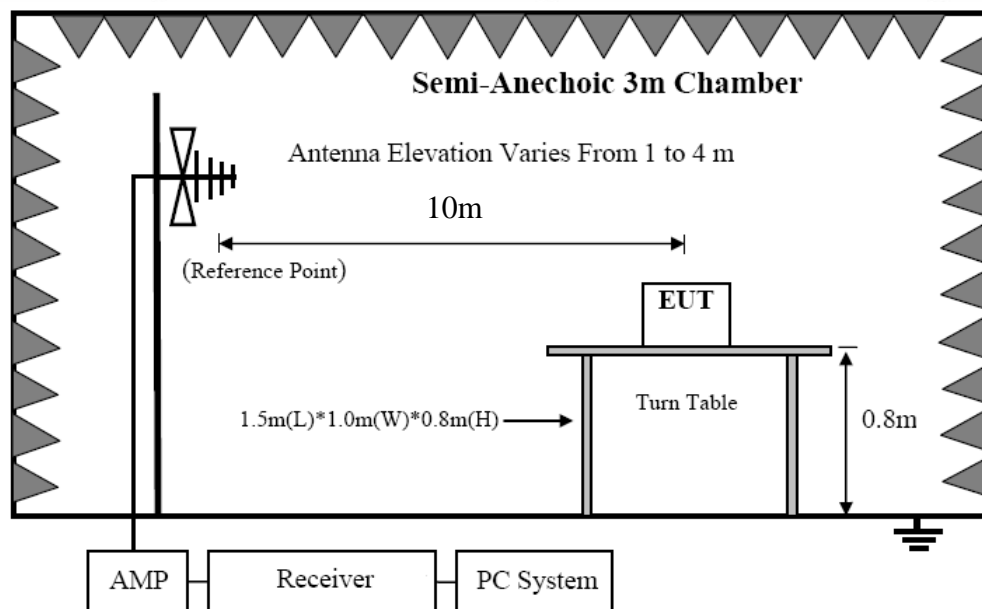 Semi-Anechoic 3m Chamber
Antenna Elevation Varies From 1 to 4 m
10m
(Reference Point)
EUT
1.5m(L)*1.0m(W)*0.8m(H)
Turn Table
0.8m
AMP
Receiver
PC System